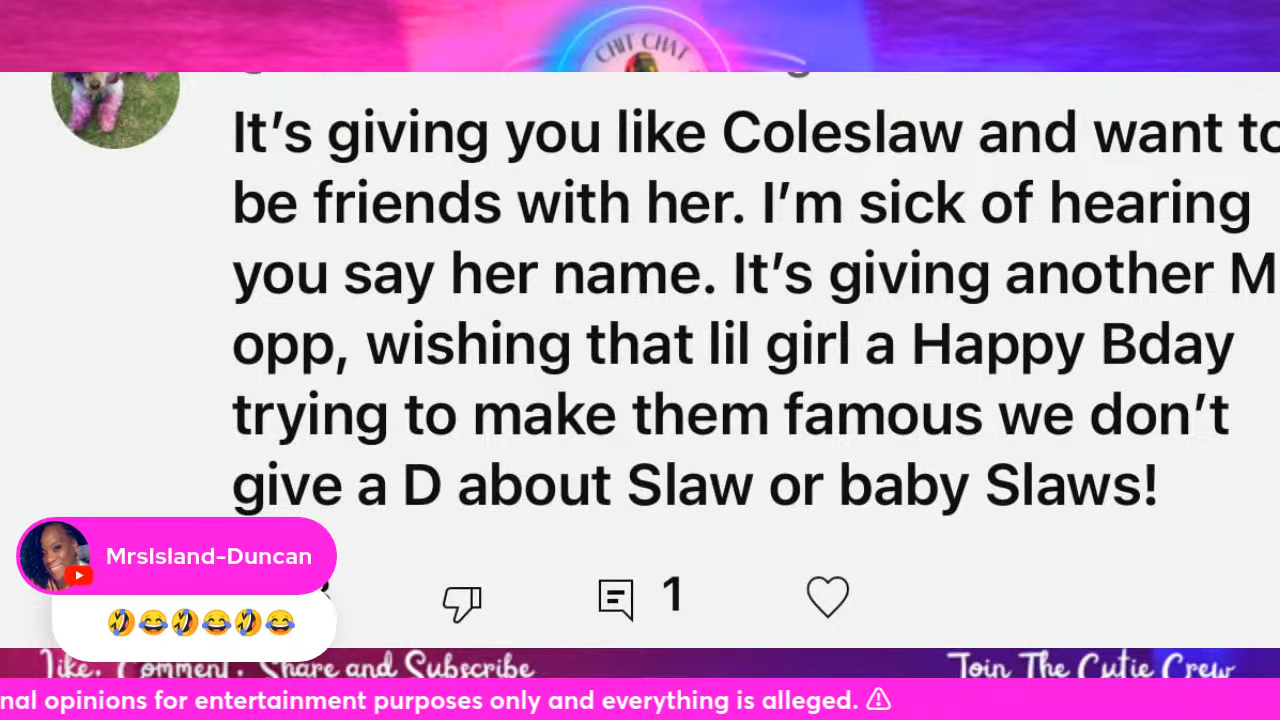 CHIT CHAT
It's giving you like Coleslaw and want to
be friends with her. I'm sick of hearing
you say her name. It's giving another M
opp, wishing that lil girl a Happy Bday
trying to make them famous we don't
give a D about Slaw or baby Slaws!
1
MrsIsland-Duncan
🤣😂🤣😂🤣😂
Like, Comment, Share and Subscribe
Join The Cutie Crew
nal opinions for entertainment purposes only and everything is alleged. ⚠